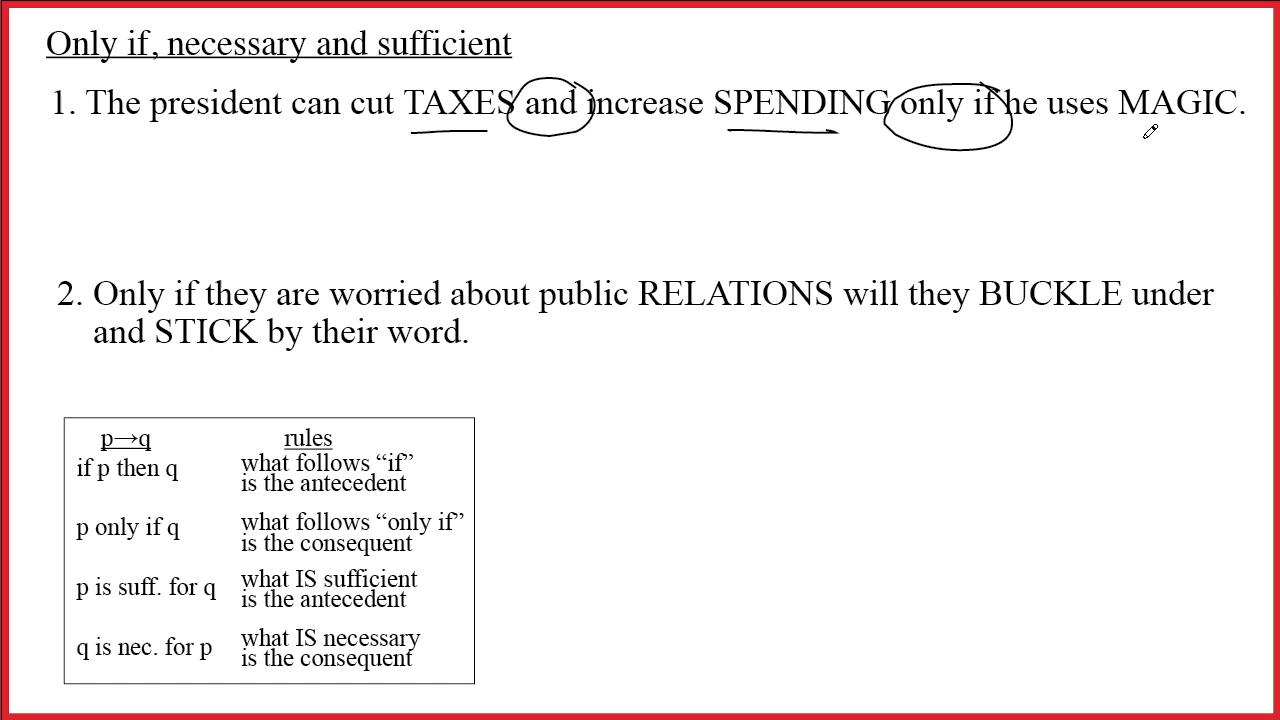 Only if, necessary and sufficient
1. The president can cut TAXES and increase SPENDING only if he uses MAGIC.
2. Only if they are worried about public RELATIONS will they BUCKLE under
and STICK by their word.
p→q rules
if p then q what follows “if”
is the antecedent
p only if q what follows “only if”
is the consequent
p is suff. for q what IS sufficient
is the antecedent
q is nec. for p what IS necessary
is the consequent